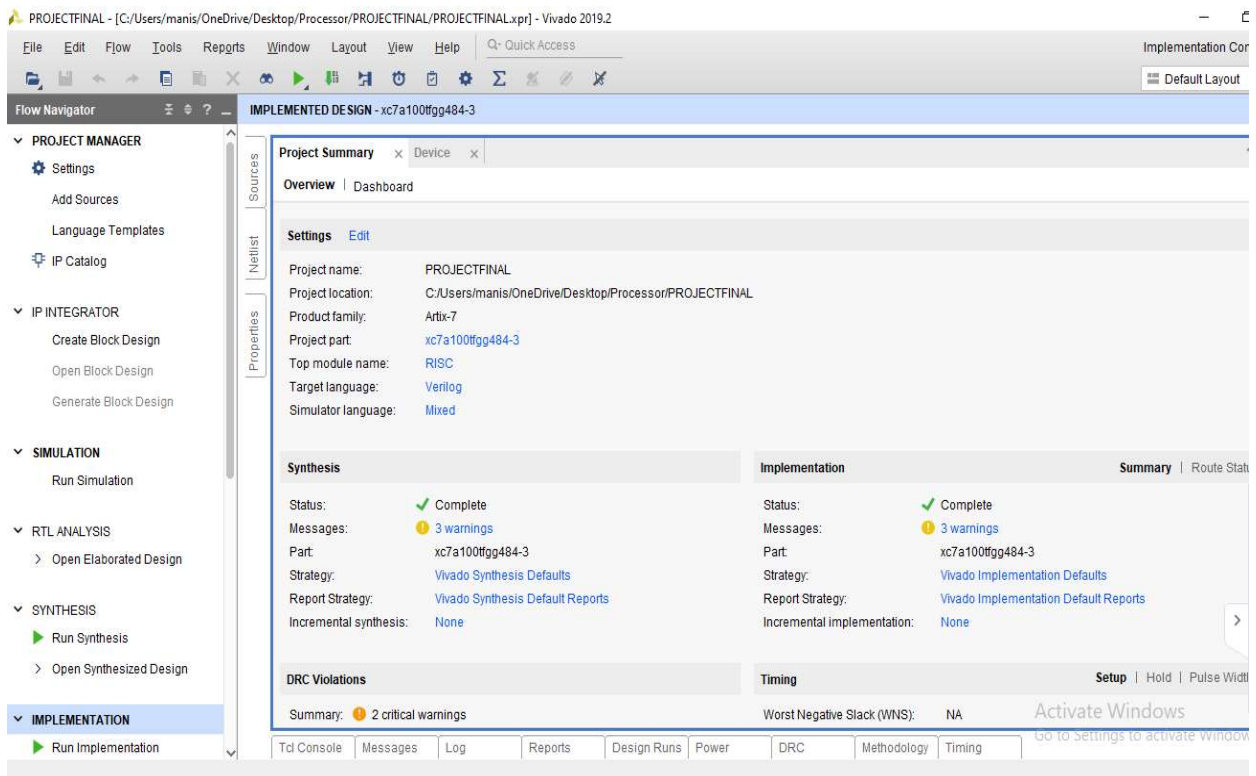 PROJECTFINAL - [C:/Users/manis/OneDrive/Desktop/Processor/PROJECTFINAL/PROJECTFINAL.xpr] - Vivado 2019.2
File Edit Flow Tools Reports Window Layout View Help Q- Quick Access Implementation Con
Default Layout
Flow Navigator ? IMPLEMENTED DESIGN - xc7a100tfgg484-3
PROJECT MANAGER
Settings
Add Sources
Language Templates
IP Catalog
IP INTEGRATOR
Create Block Design
Open Block Design
Generate Block Design
SIMULATION
Run Simulation
RTL ANALYSIS
Open Elaborated Design
SYNTHESIS
Run Synthesis
Open Synthesized Design
IMPLEMENTATION
Run Implementation
Sources
Netlist
Properties
Project Summary Device
Overview | Dashboard
Settings Edit
Project name: PROJECTFINAL
Project location: C:/Users/manis/OneDrive/Desktop/Processor/PROJECTFINAL
Product family: Artix-7
Project part: xc7a100tfgg484-3
Top module name: RISC
Target language: Verilog
Simulator language: Mixed
Synthesis
Status: Complete
Messages: 3 warnings
Part: xc7a100tfgg484-3
Strategy: Vivado Synthesis Defaults
Report Strategy: Vivado Synthesis Default Reports
Incremental synthesis: None
Implementation Summary | Route Statu
Status: Complete
Messages: 3 warnings
Part: xc7a100tfgg484-3
Strategy: Vivado Implementation Defaults
Report Strategy: Vivado Implementation Default Reports
Incremental implementation: None
DRC Violations
Summary: 2 critical warnings
Timing Setup | Hold | Pulse Widt
Worst Negative Slack (WNS): NA
Activate Windows
Go to Settings to activate Window
Tcl Console Messages Log Reports Design Runs Power DRC Methodology Timing